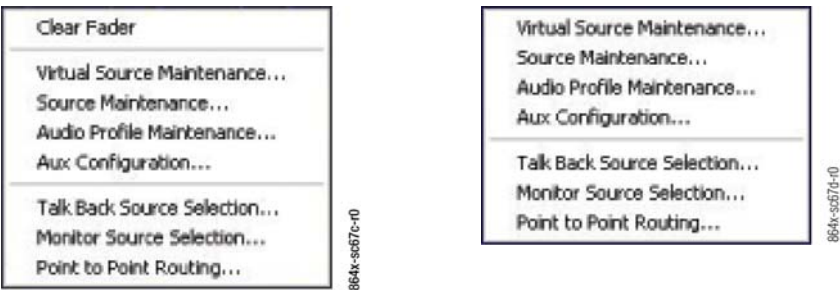 Clear Fader
Virtual Source Maintenance...
Source Maintenance...
Audio Profile Maintenance...
Aux Configuration...
Talk Back Source Selection...
Monitor Source Selection...
Point to Point Routing...
864x-sc67c-r0
Virtual Source Maintenance...
Source Maintenance...
Audio Profile Maintenance...
Aux Configuration...
Talk Back Source Selection...
Monitor Source Selection...
Point to Point Routing...
864x-sc67d-r0